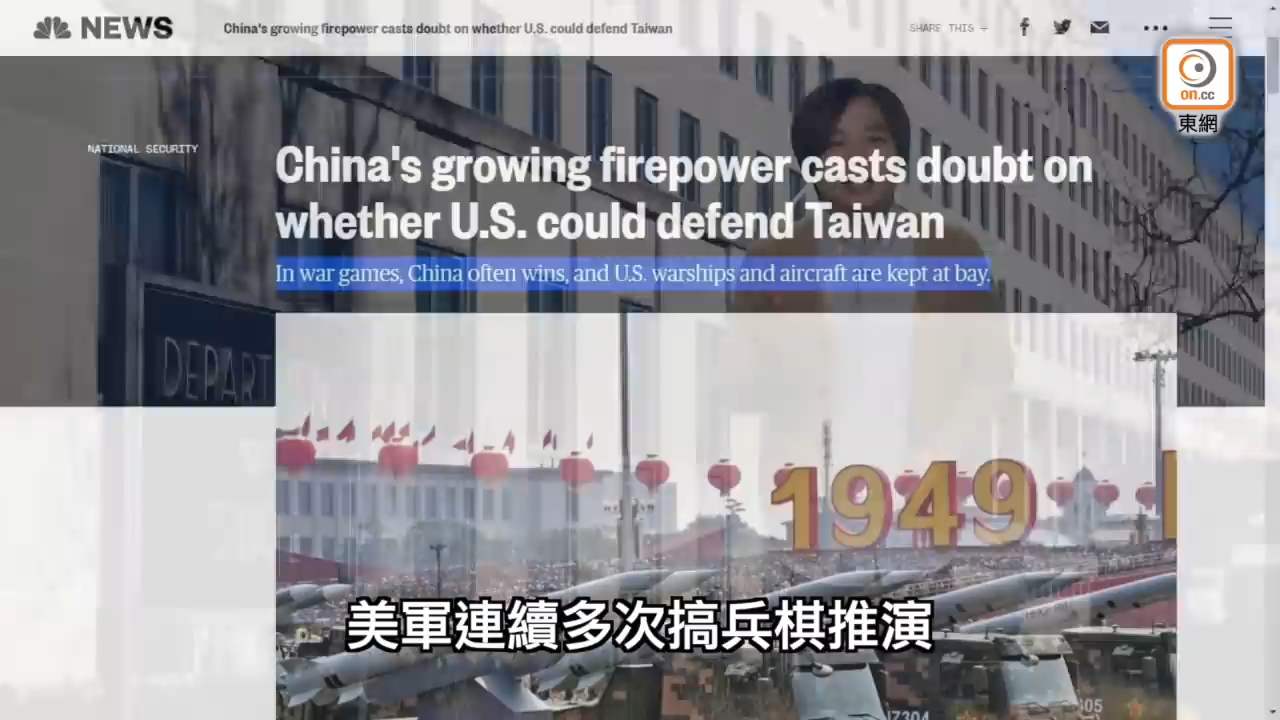 NEWS
China's growing firepower casts doubt on whether U.S. could defend Taiwan
SHARE THIS
on.cc
東網
NATIONAL SECURITY
China's growing firepower casts doubt on
whether U.S. could defend Taiwan
In war games, China often wins, and U.S. warships and aircraft are kept at bay.
DEPART
1949
美軍連續多次搞兵棋推演